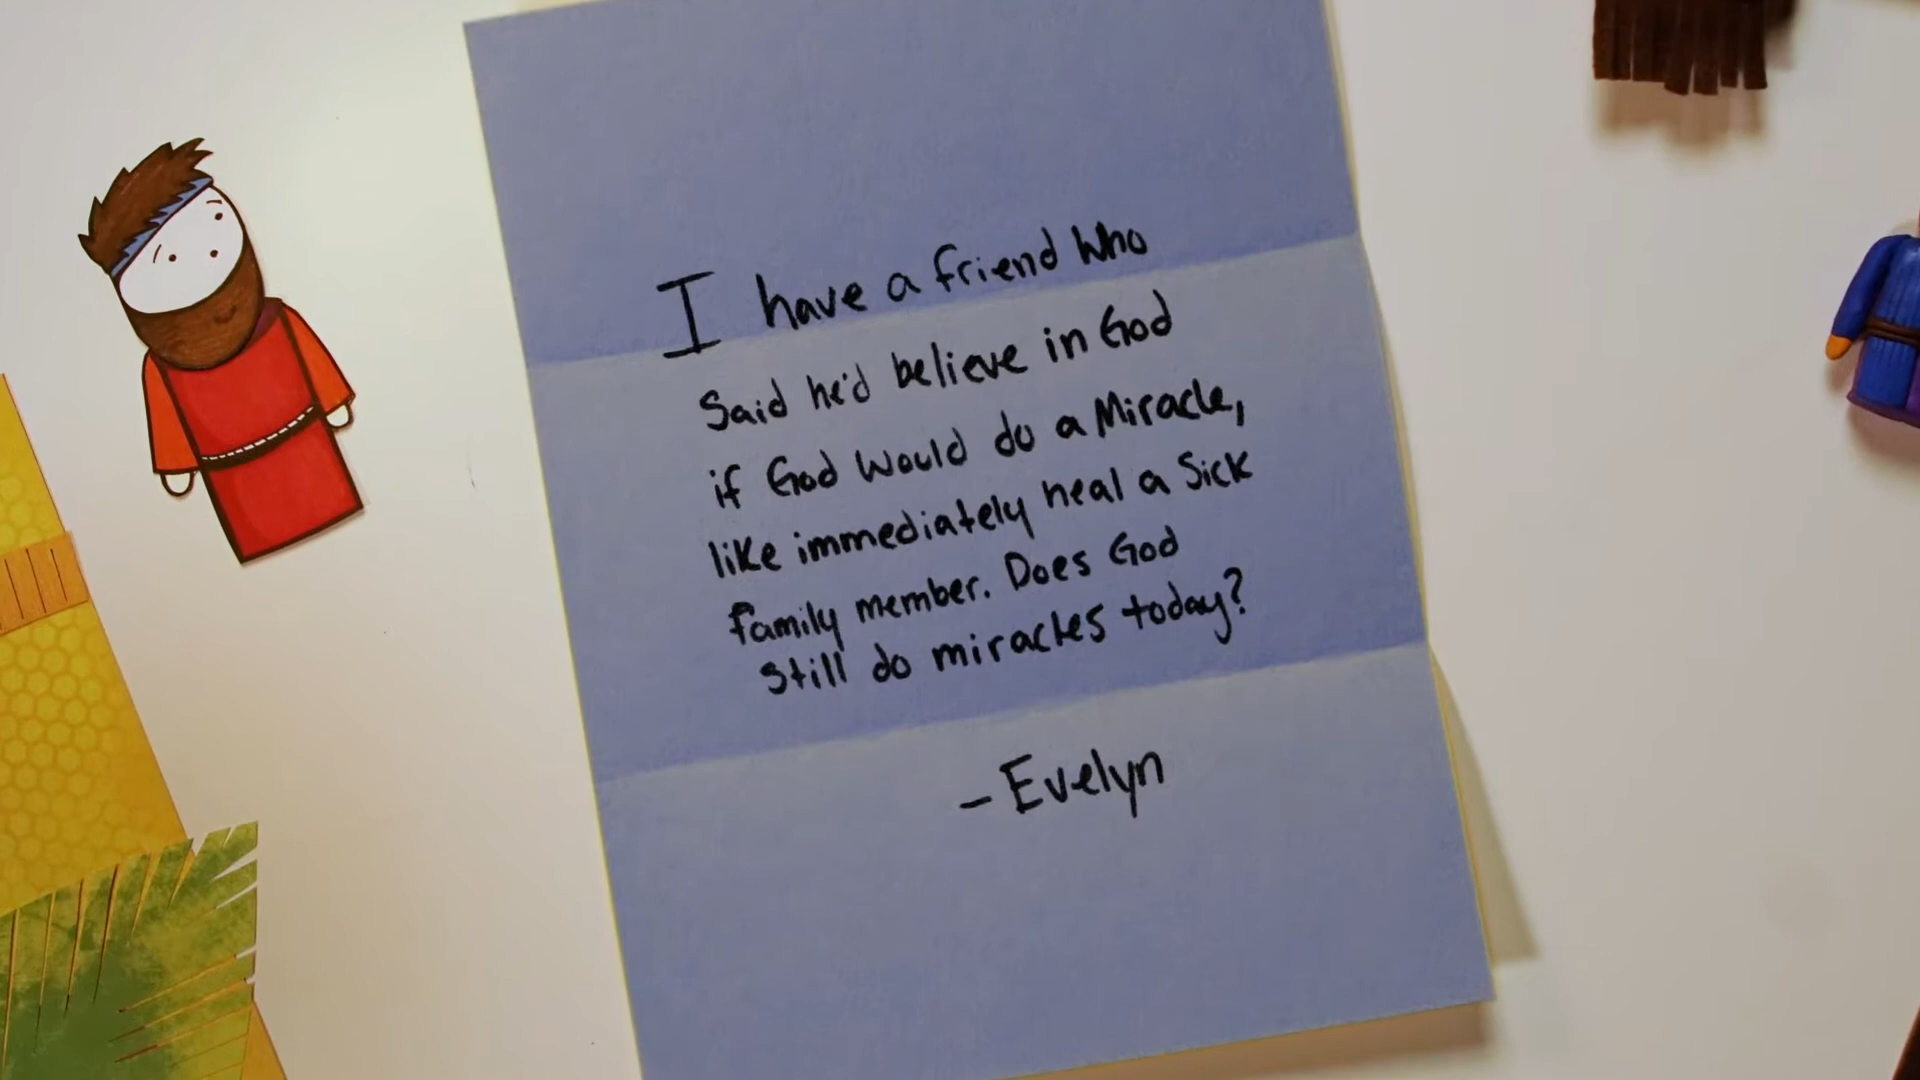 I have a friend Who
Said he'd believe in God
if God Would do a Miracle,
like immediately heal a Sick
family member. Does God
Still do miracles today?
- Evelyn